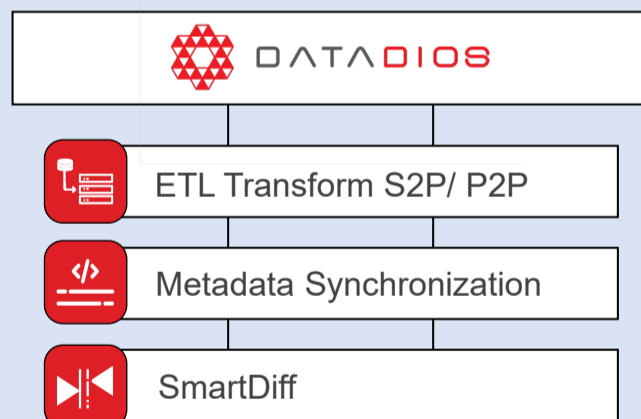 DATADIOS
ETL Transform S2P/ P2P
</>
Metadata Synchronization
SmartDiff